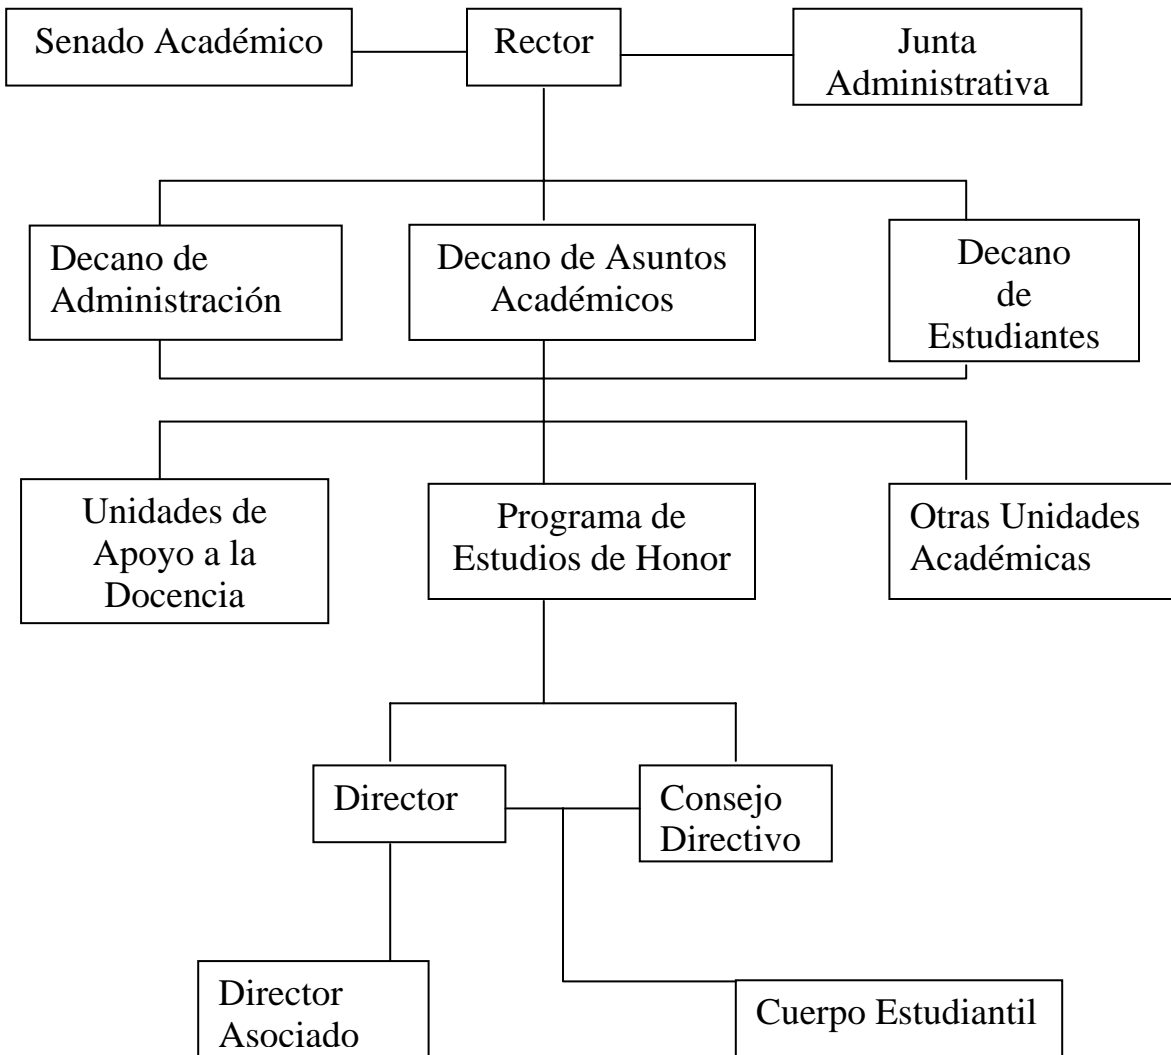 Senado Académico
Rector
Junta
Administrativa
Decano de
Administración
Decano de Asuntos
Académicos
Decano
de
Estudiantes
Unidades de
Apoyo a la
Docencia
Programa de
Estudios de Honor
Otras Unidades
Académicas
Director
Consejo
Directivo
Director
Asociado
Cuerpo Estudiantil